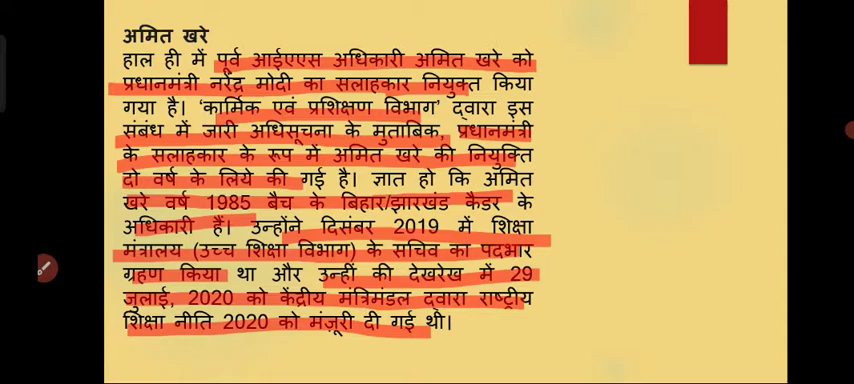 अमित खरे
हाल ही में पूर्व आईएएस अधिकारी अमित खरे को
प्रधानमंत्री नरेंद्र मोदी का सलाहकार नियुक्त किया
गया है। ‘कार्मिक एवं प्रशिक्षण विभाग’ द्वारा इस
संबंध में जारी अधिसूचना के मुताबिक, प्रधानमंत्री
के सलाहकार के रूप में अमित खरे की नियुक्ति
दो वर्ष के लिये की गई है। ज्ञात हो कि अमित
खरे वर्ष 1985 बैच के बिहार/झारखंड कैडर के
अधिकारी हैं। उन्होंने दिसंबर 2019 में शिक्षा
मंत्रालय (उच्च शिक्षा विभाग) के सचिव का पदभार
ग्रहण किया था और उन्हीं की देखरेख में 29
जुलाई, 2020 को केंद्रीय मंत्रिमंडल द्वारा राष्ट्रीय
शिक्षा नीति 2020 को मंज़ूरी दी गई थी।